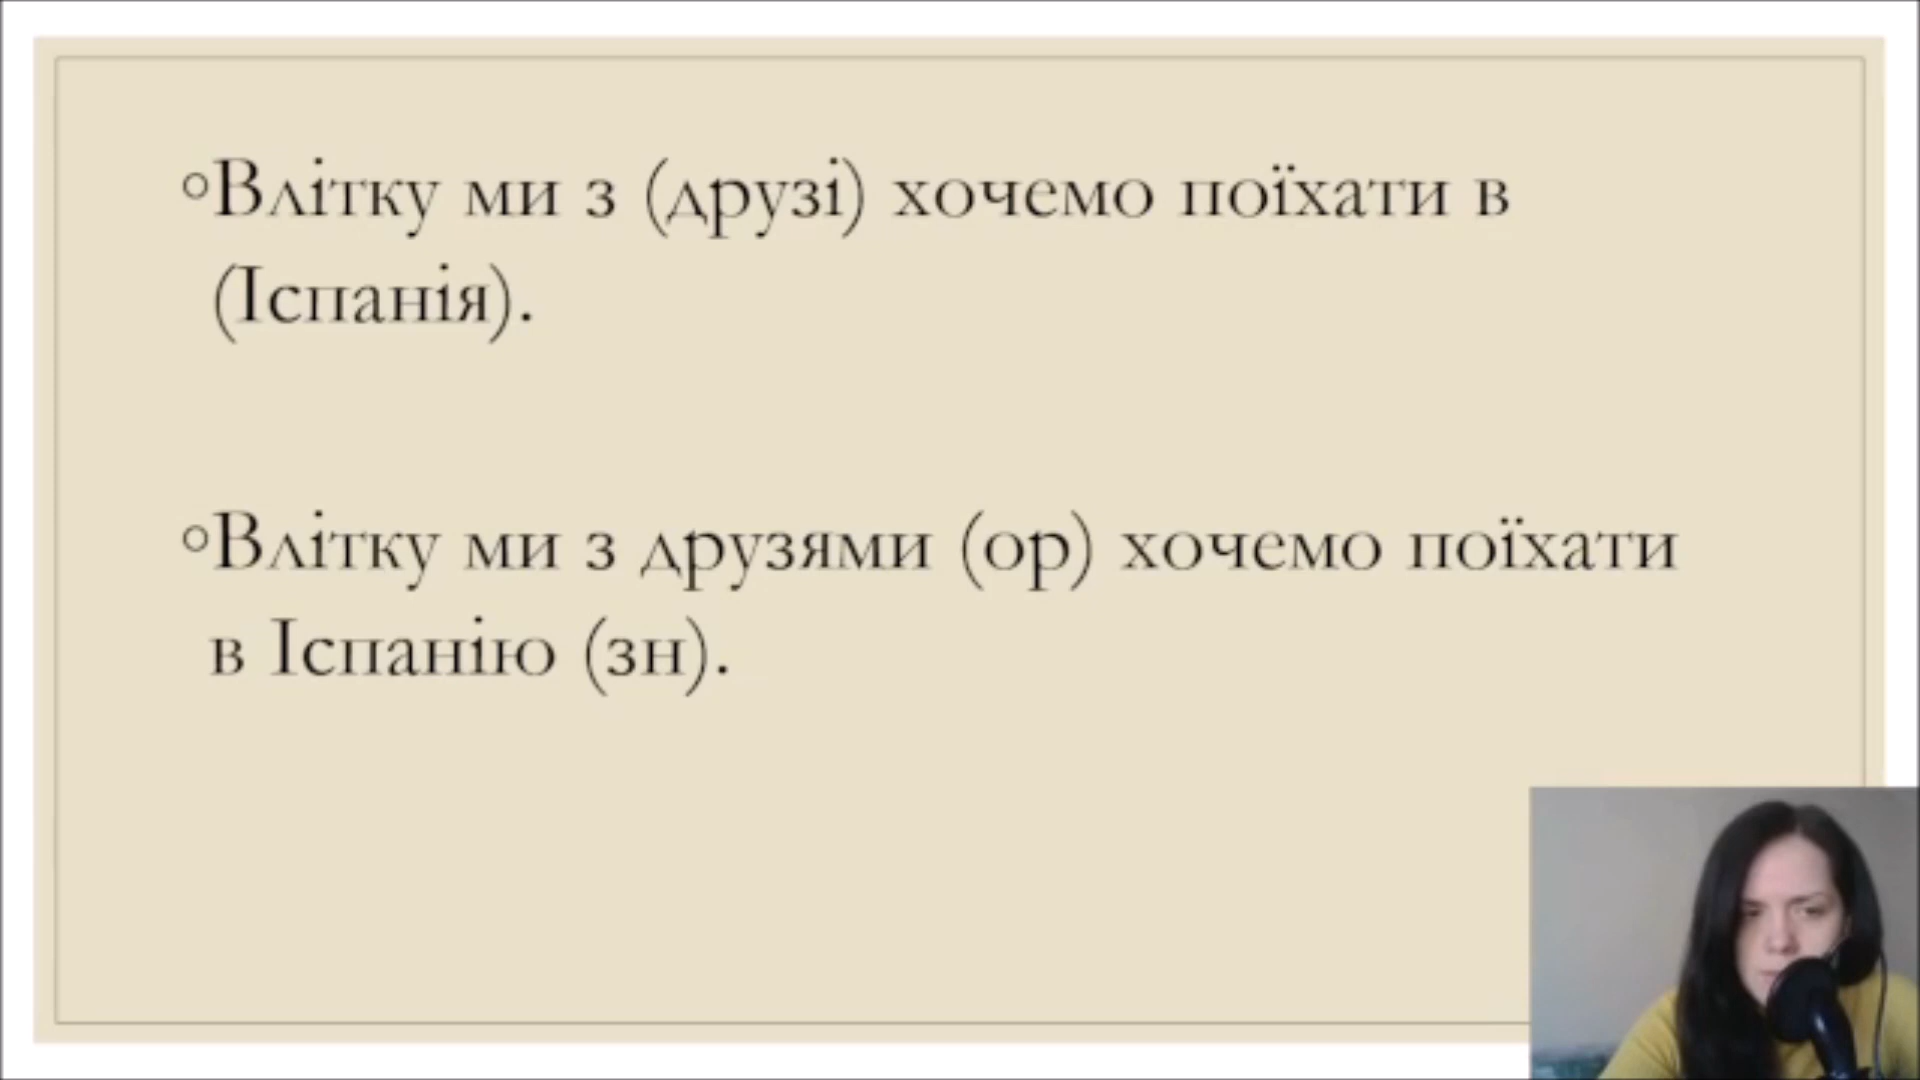 Влітку ми з (друзі) хочемо поїхати в
(Іспанія).
Влітку ми з друзями (ор) хочемо поїхати
в Іспанію (зн).